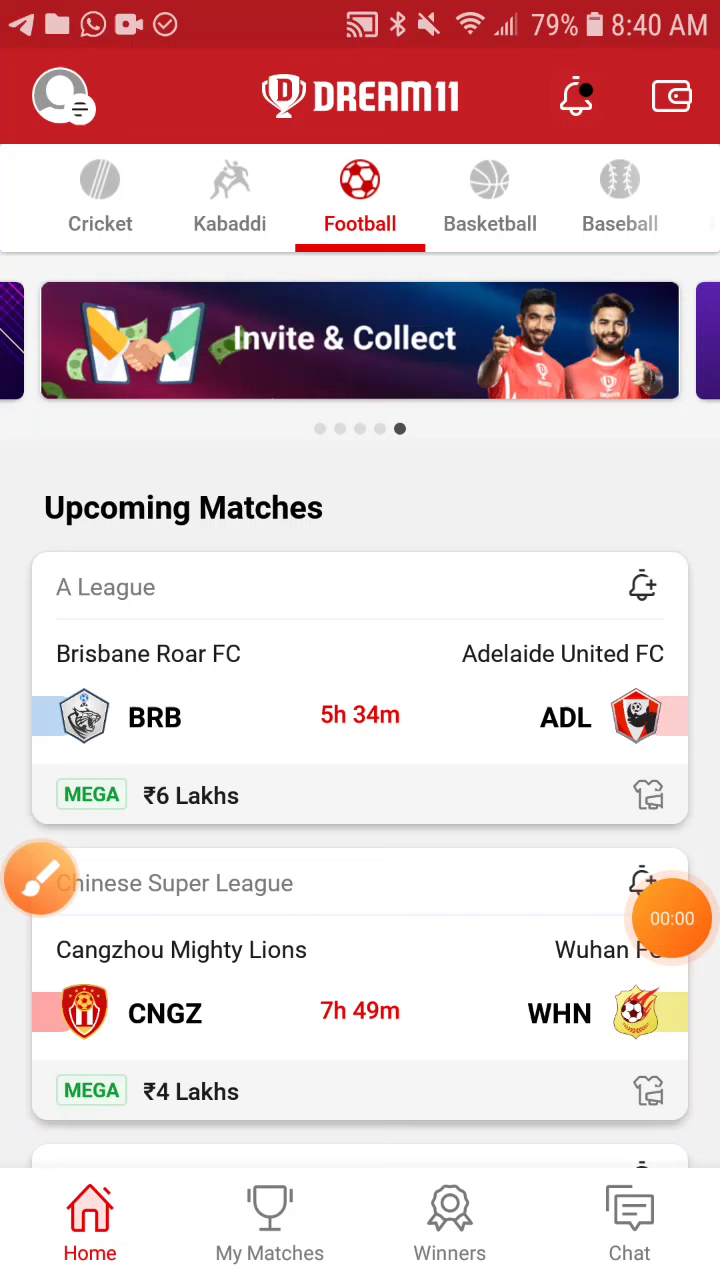 79% 8:40 AM
DREAM11
Cricket Kabaddi Football Basketball Baseball
Invite & Collect
Upcoming Matches
A League
Brisbane Roar FC Adelaide United FC
BRB 5h 34m ADL
MEGA ₹6 Lakhs
Chinese Super League
00:00
Cangzhou Mighty Lions Wuhan FC
CNGZ 7h 49m WHN
MEGA ₹4 Lakhs
Home My Matches Winners Chat